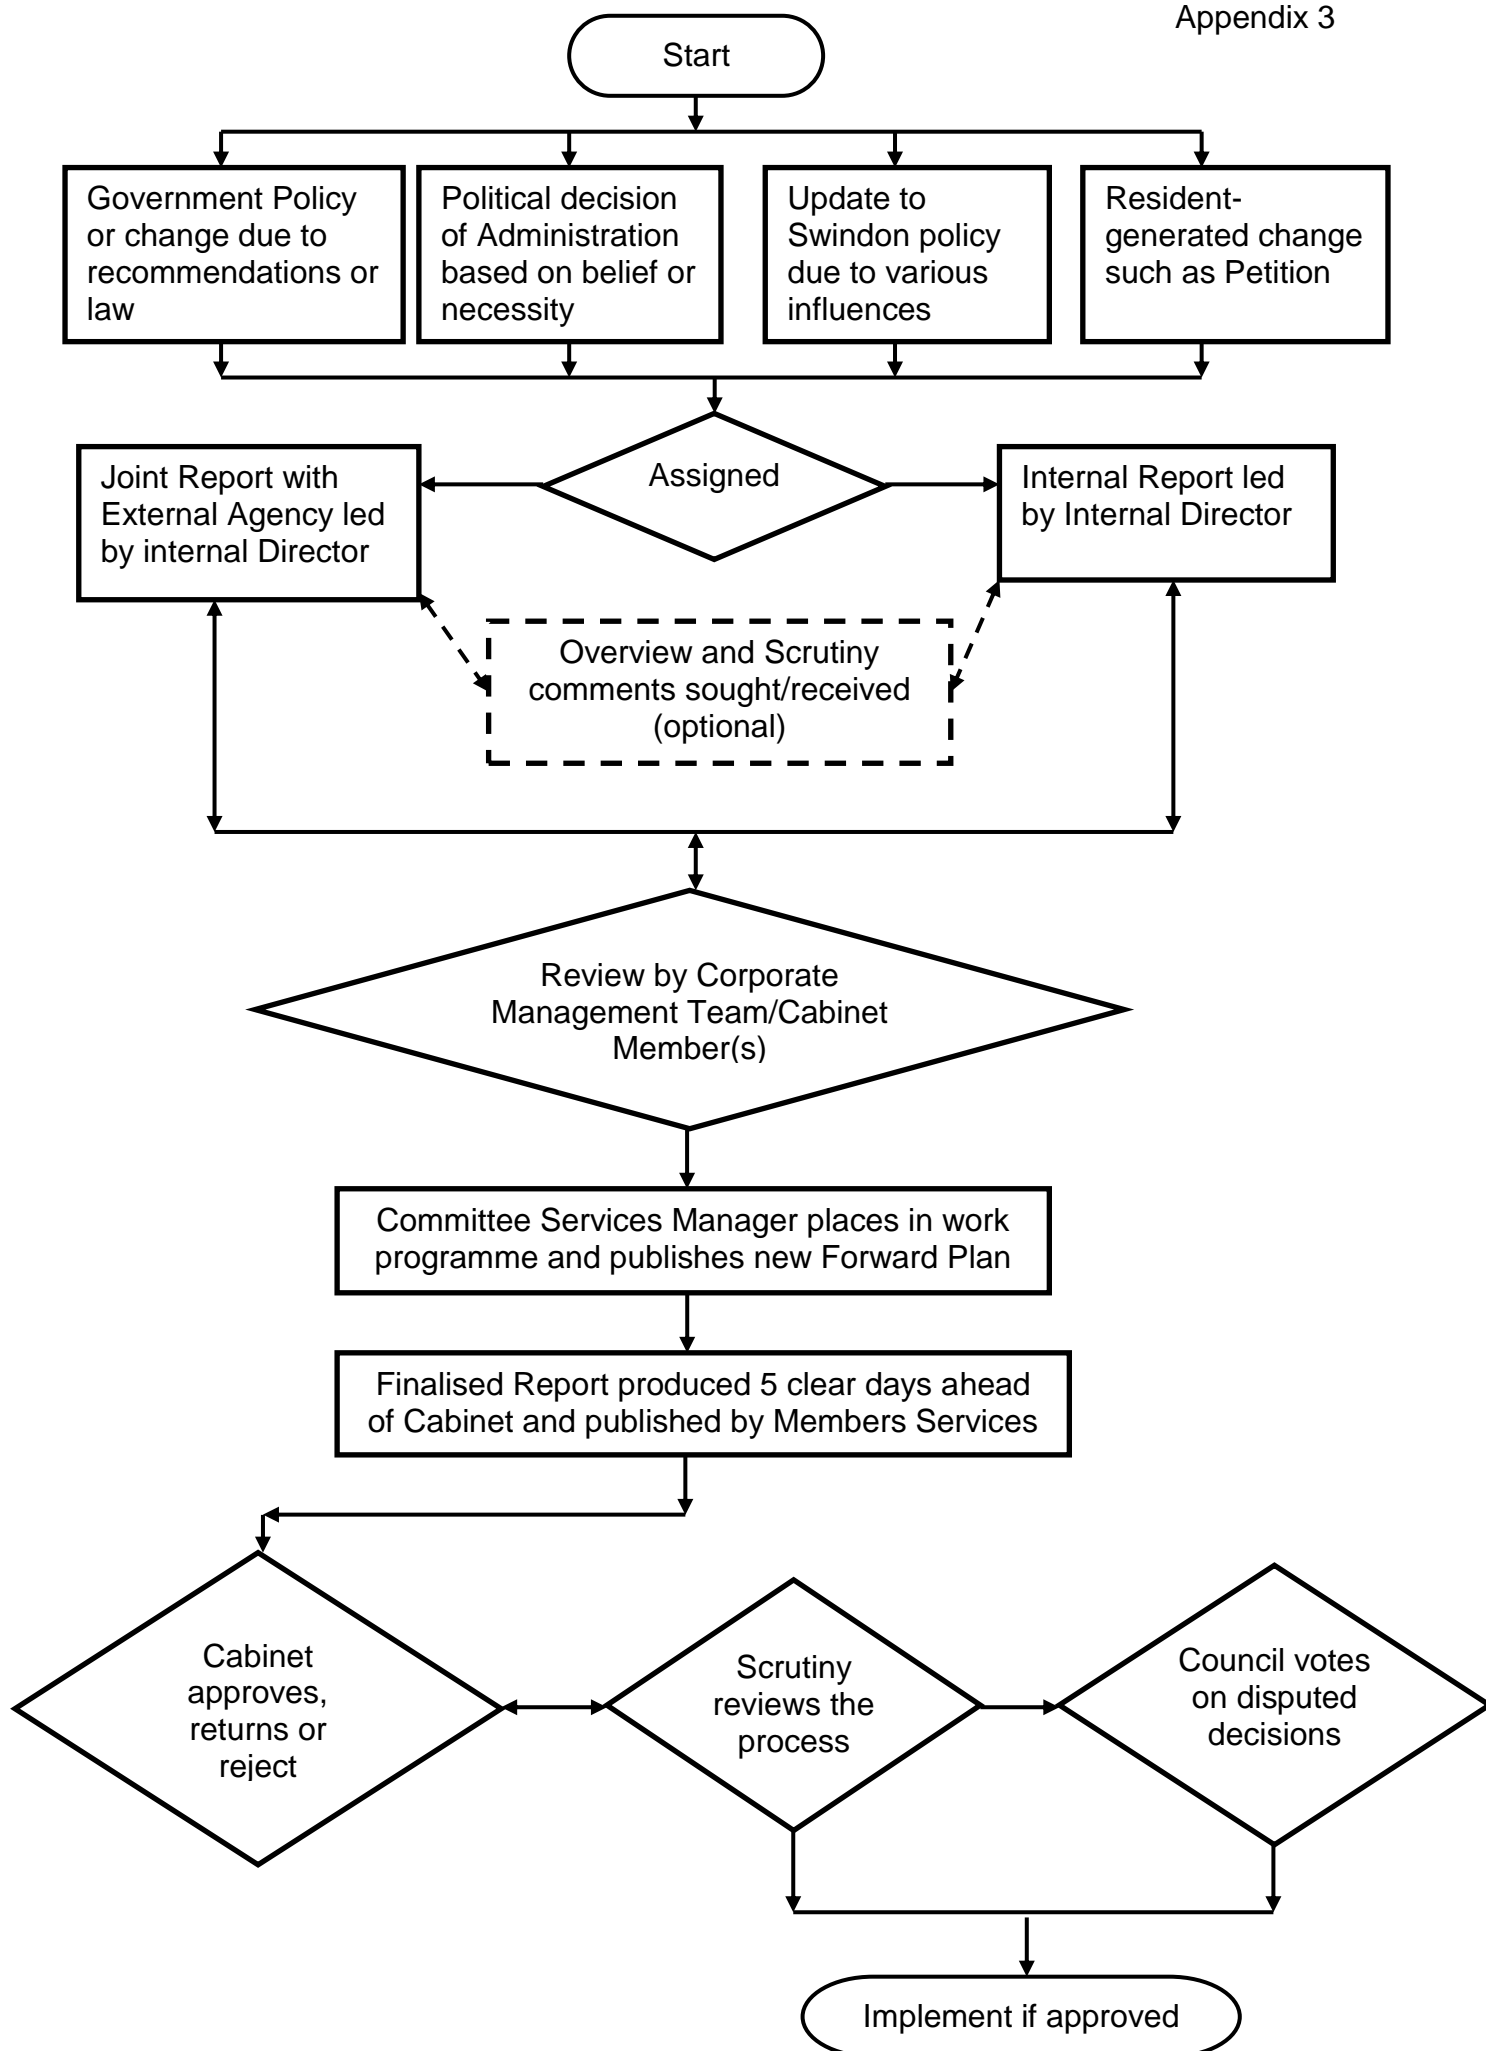 Appendix 3
Start
Government Policy
or change due to
recommendations or
law
Political decision
of Administration
based on belief or
necessity
Update to
Swindon policy
due to various
influences
Resident-
generated change
such as Petition
Joint Report with
External Agency led
by internal Director
Assigned
Internal Report led
by Internal Director
Overview and Scrutiny
comments sought/received
(optional)
Review by Corporate
Management Team/Cabinet
Member(s)
Committee Services Manager places in work
programme and publishes new Forward Plan
Finalised Report produced 5 clear days ahead
of Cabinet and published by Members Services
Cabinet
approves,
returns or
reject
Scrutiny
reviews the
process
Council votes
on disputed
decisions
Implement if approved